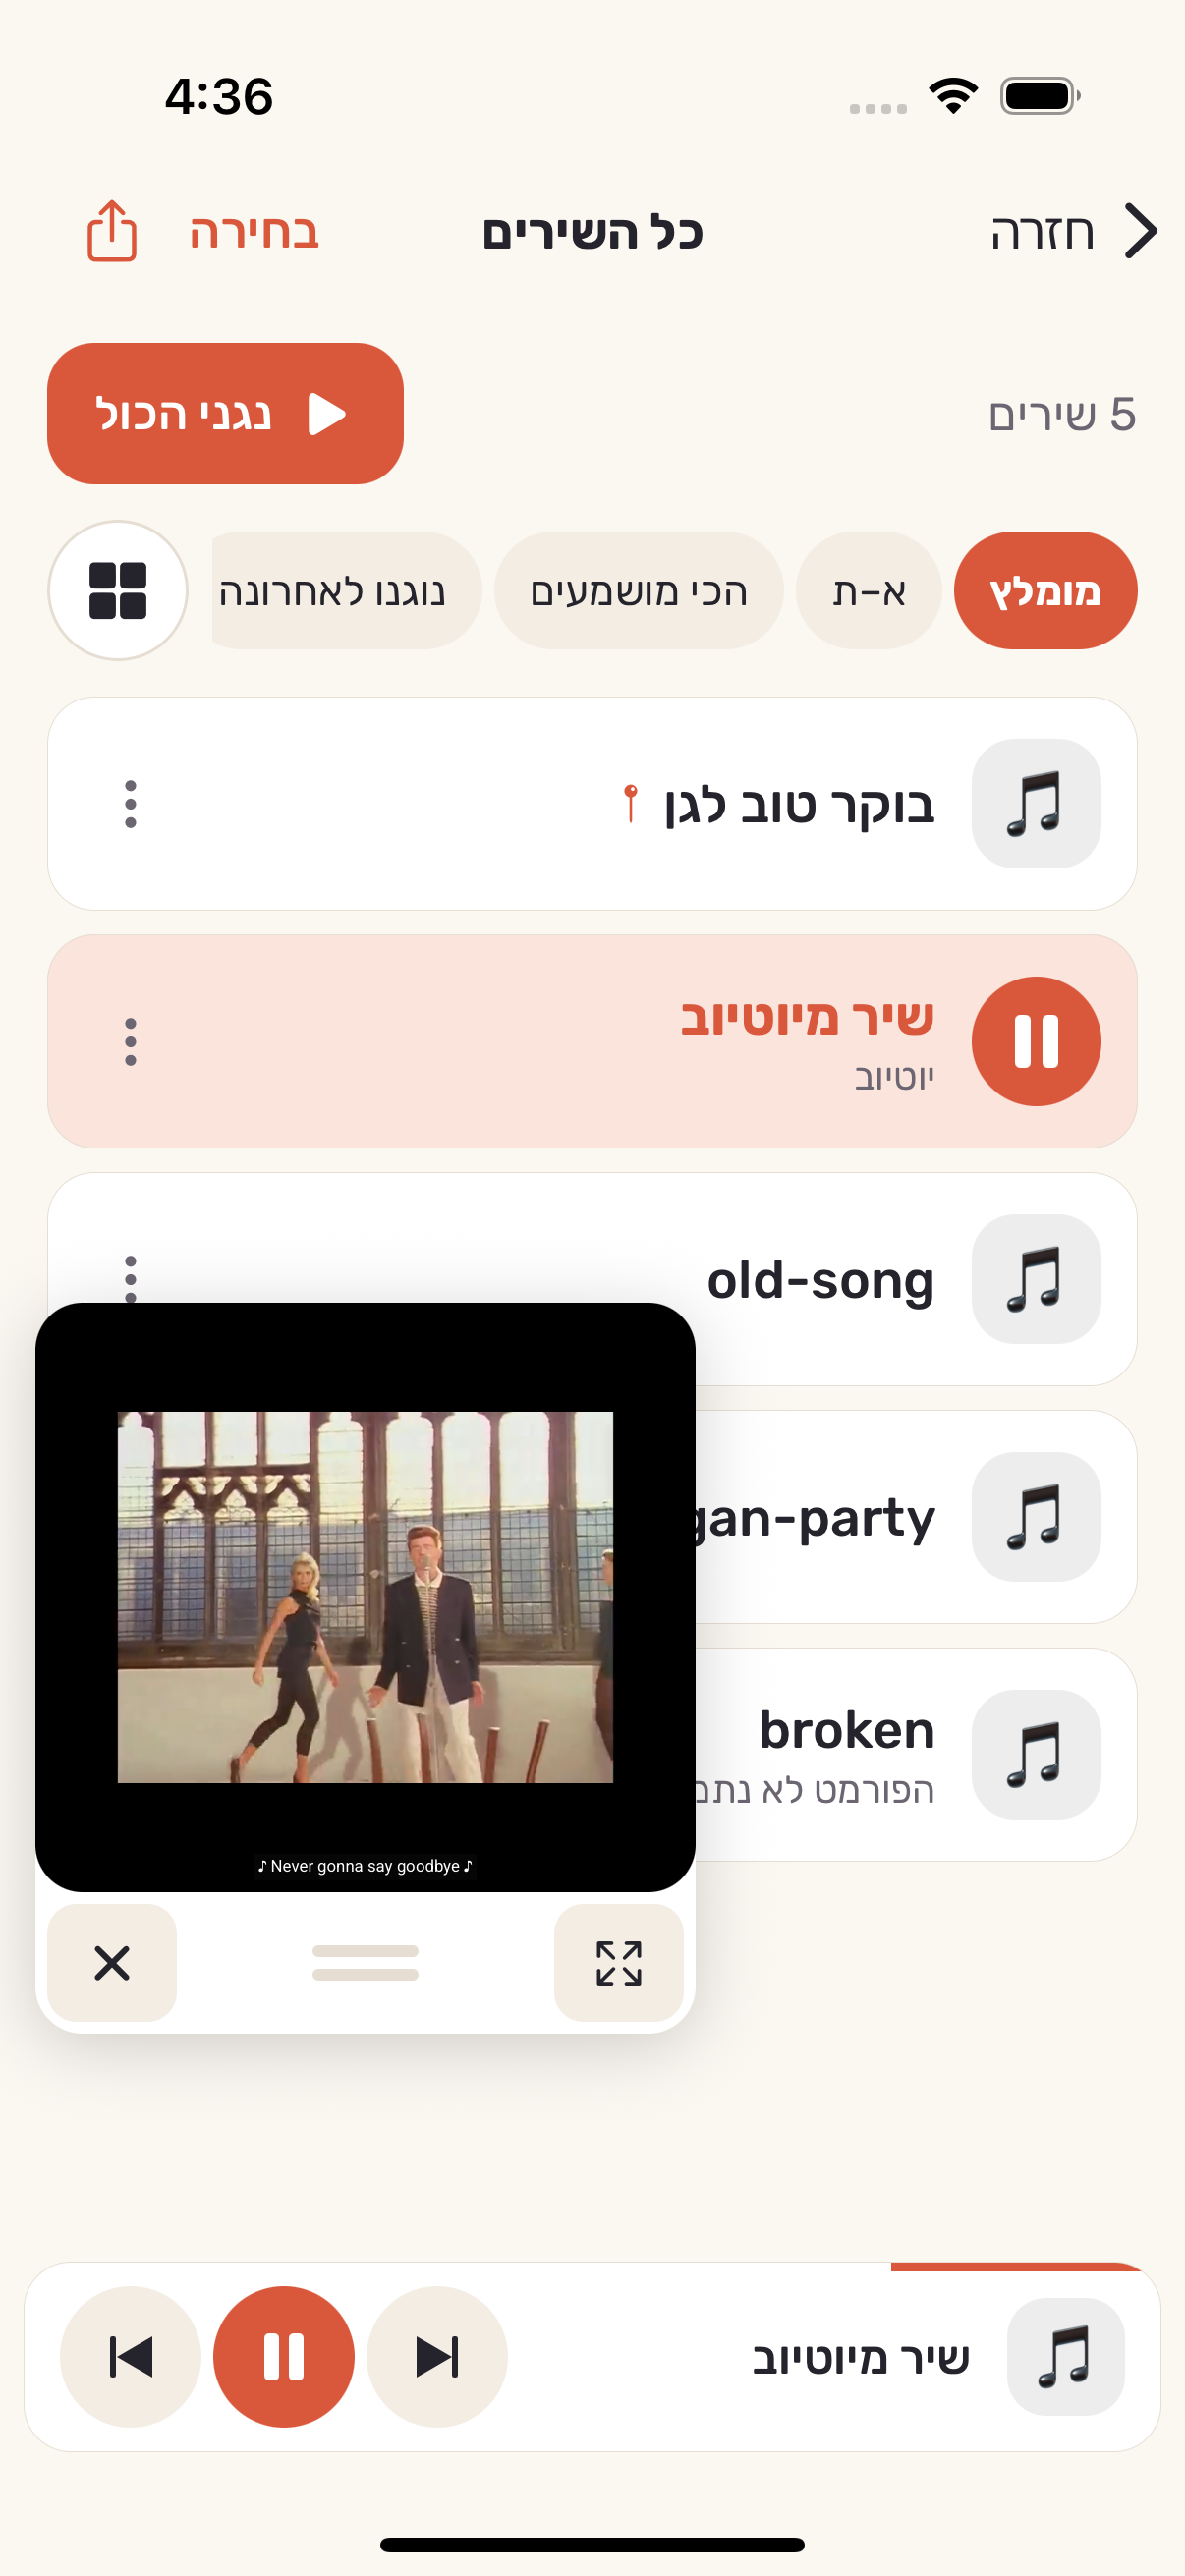 4:36
חזרה
כל השירים
בחירה
5 שירים
נגני הכול
מומלץ
א–ת
הכי מושמעים
נוגנו לאחרונה
בוקר טוב לגן
שיר מיוטיוב
יוטיוב
old-song
gan-party
broken
הפורמט לא
♪ Never gonna say goodbye ♪
שיר מיוטיוב